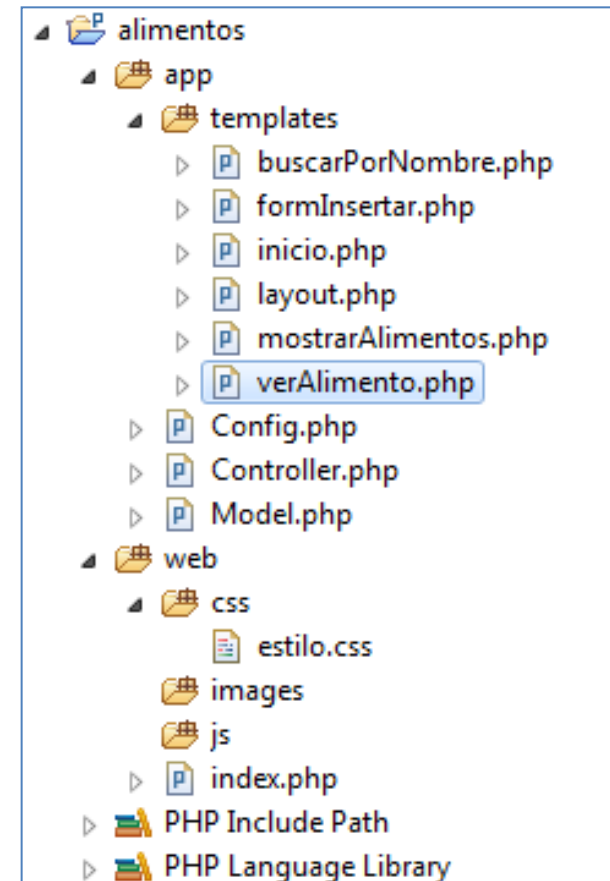 alimentos
app
templates
buscarPorNombre.php
formInsertar.php
inicio.php
layout.php
mostrarAlimentos.php
verAlimento.php
Config.php
Controller.php
Model.php
web
css
estilo.css
images
js
index.php
PHP Include Path
PHP Language Library